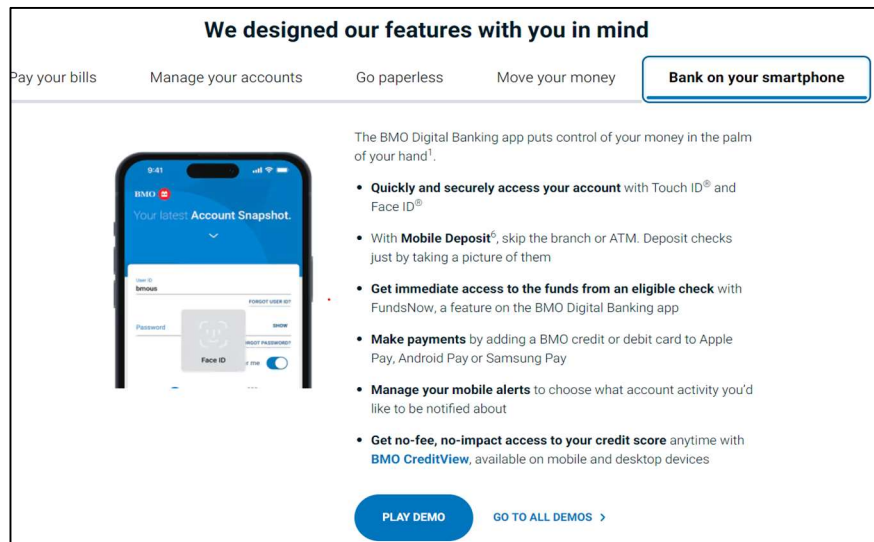 We designed our features with you in mind
Pay your bills
Manage your accounts
Go paperless
Move your money
Bank on your smartphone
The BMO Digital Banking app puts control of your money in the palm
of your hand¹.
• Quickly and securely access your account with Touch ID® and
Face ID®
• With Mobile Deposit⁶, skip the branch or ATM. Deposit checks
just by taking a picture of them
• Get immediate access to the funds from an eligible check with
FundsNow, a feature on the BMO Digital Banking app
• Make payments by adding a BMO credit or debit card to Apple
Pay, Android Pay or Samsung Pay
• Manage your mobile alerts to choose what account activity you'd
like to be notified about
• Get no-fee, no-impact access to your credit score anytime with
BMO CreditView, available on mobile and desktop devices
PLAY DEMO
GO TO ALL DEMOS >
9:41
BMO
Your latest Account Snapshot.
User ID
bmous
FORGOT USER ID?
Password
SHOW
RGOT PASSWORD?
r me
Face ID